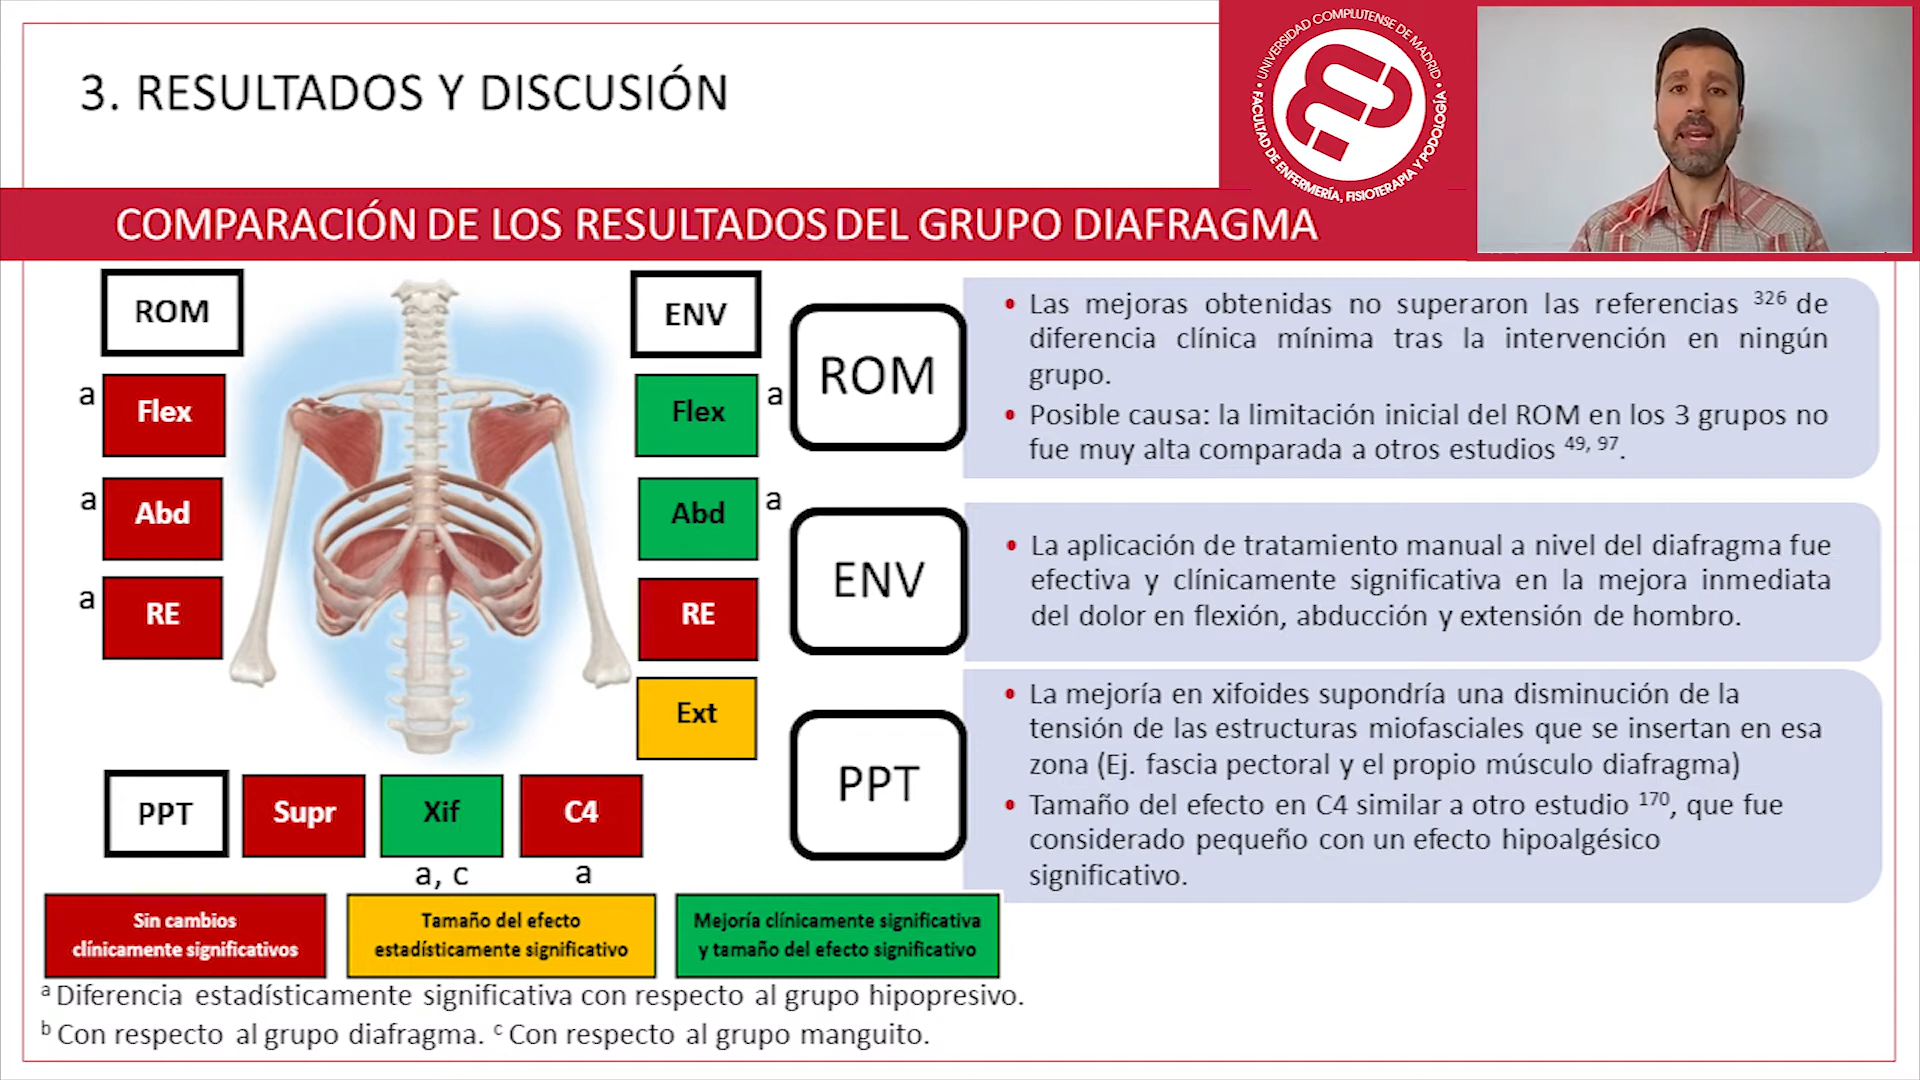 3. RESULTADOS Y DISCUSIÓN
• UNIVERSIDAD COMPLUTENSE DE MADRID •
FACULTAD DE ENFERMERÍA, FISIOTERAPIA Y PODOLOGÍA
COMPARACIÓN DE LOS RESULTADOS DEL GRUPO DIAFRAGMA
ROM
a Flex
a Abd
a RE
ENV
Flex a
Abd a
RE
Ext
PPT
Supr
Xif
C4
a, c
a
ROM
• Las mejoras obtenidas no superaron las referencias 326 de
diferencia clínica mínima tras la intervención en ningún
grupo.
• Posible causa: la limitación inicial del ROM en los 3 grupos no
fue muy alta comparada a otros estudios 49, 97.
ENV
• La aplicación de tratamiento manual a nivel del diafragma fue
efectiva y clínicamente significativa en la mejora inmediata
del dolor en flexión, abducción y extensión de hombro.
PPT
• La mejoría en xifoides supondría una disminución de la
tensión de las estructuras miofasciales que se insertan en esa
zona (Ej. fascia pectoral y el propio músculo diafragma)
• Tamaño del efecto en C4 similar a otro estudio 170, que fue
considerado pequeño con un efecto hipoalgésico
significativo.
Sin cambios
clínicamente significativos
Tamaño del efecto
estadísticamente significativo
Mejoría clínicamente significativa
y tamaño del efecto significativo
a Diferencia estadísticamente significativa con respecto al grupo hipopresivo.
b Con respecto al grupo diafragma. c Con respecto al grupo manguito.